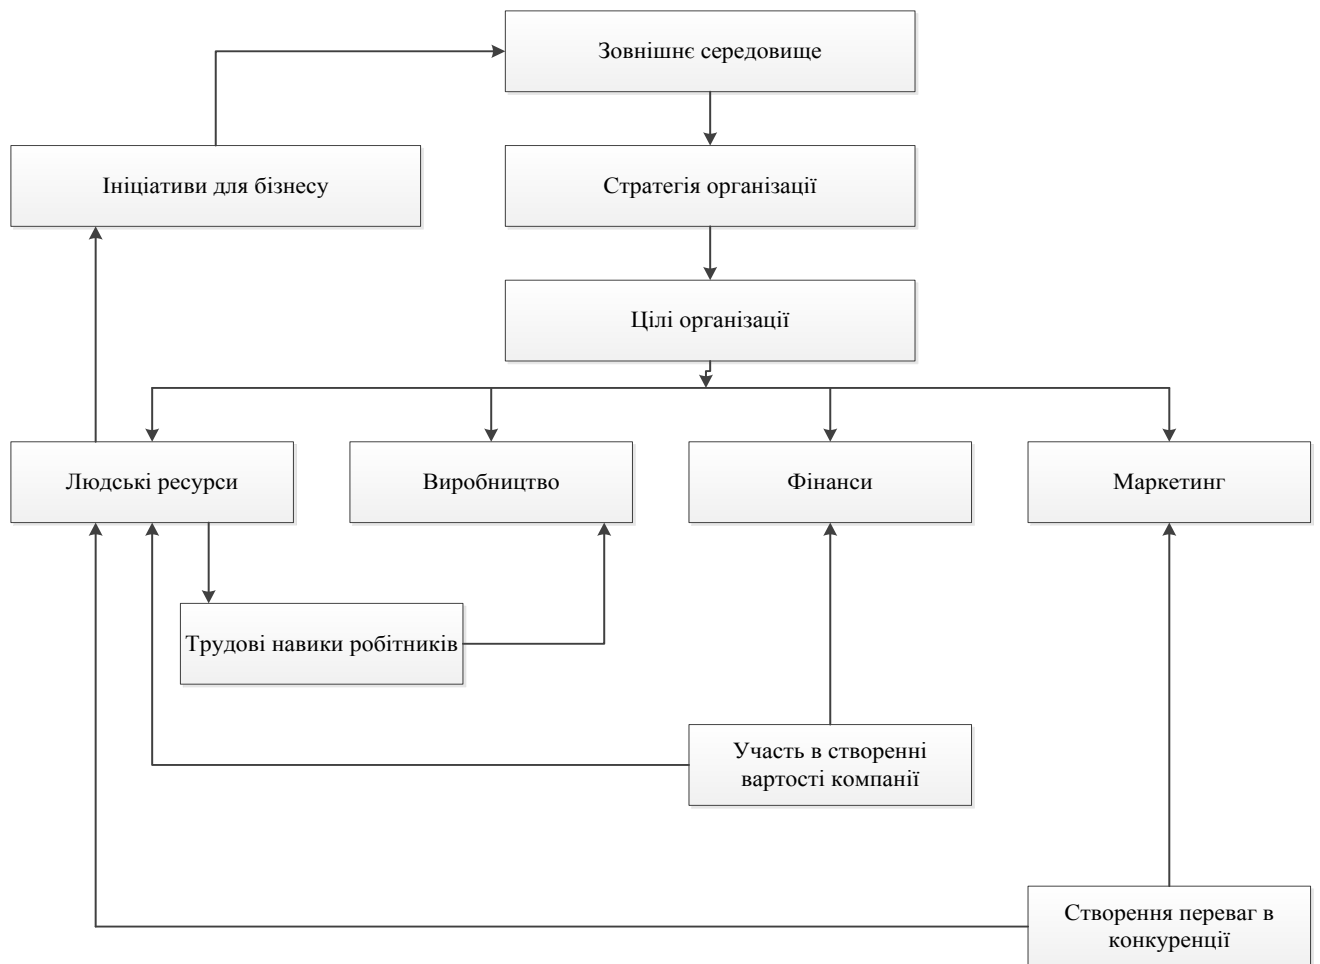 Зовнішнє середовище
Ініціативи для бізнесу
Стратегія організації
Цілі організації
Людські ресурси
Виробництво
Фінанси
Маркетинг
Трудові навики робітників
Участь в створенні
вартості компанії
Створення переваг в
конкуренції